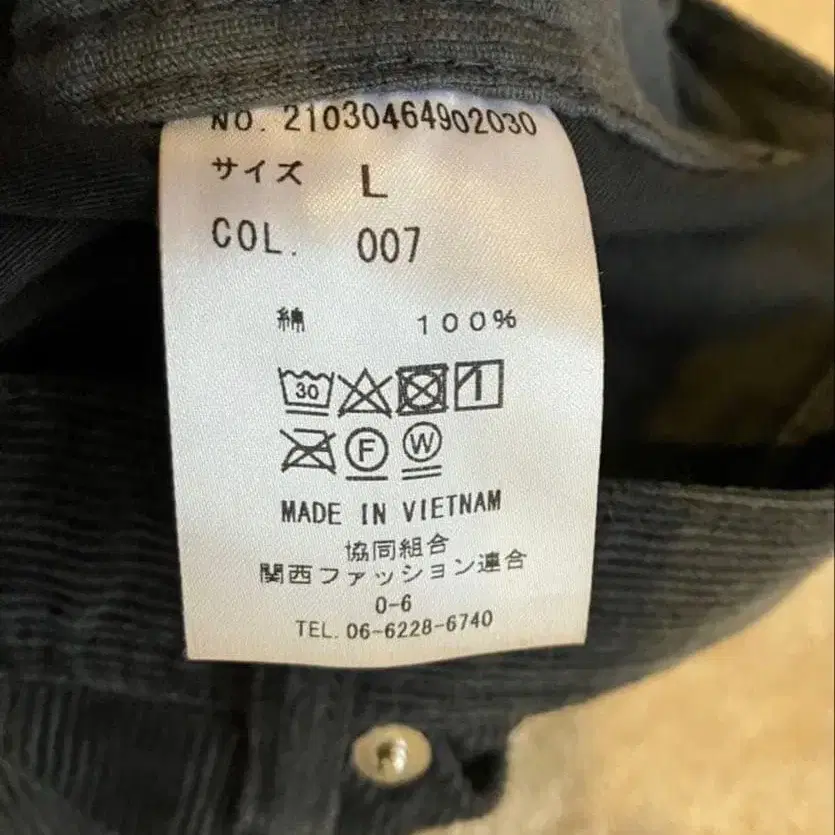 NO. 21030464902030
サイズ L
COL. 007
綿 100%
30
F W
MADE IN VIETNAM
協同組合
関西ファッション連合
0-6
TEL. 06-6228-6740